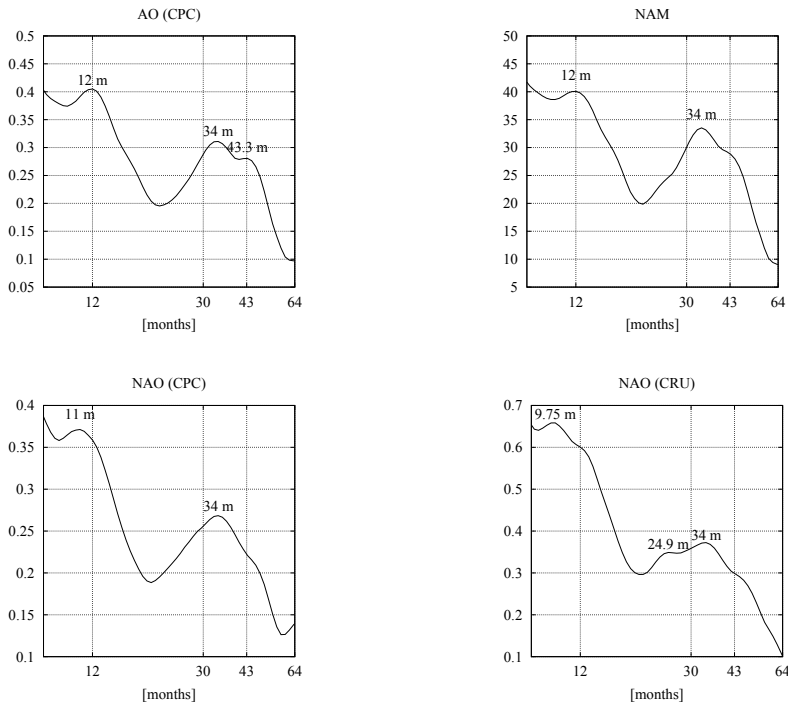 AO (CPC)
0.5
0.45
0.4
0.35
0.3
0.25
0.2
0.15
0.1
0.05
12 m
34 m
43.3 m
12 30 43 64
[months]
NAM
50
45
40
35
30
25
20
15
10
5
12 m
34 m
12 30 43 64
[months]
NAO (CPC)
0.4
0.35
0.3
0.25
0.2
0.15
0.1
11 m
34 m
12 30 43 64
[months]
NAO (CRU)
0.7
0.6
0.5
0.4
0.3
0.2
0.1
9.75 m
24.9 m
34 m
12 30 43 64
[months]